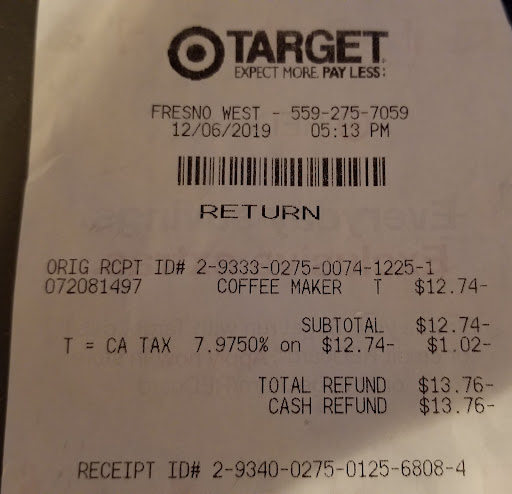 TARGET
EXPECT MORE. PAY LESS.
FRESNO WEST - 559-275-7059
12/06/2019 05:13 PM
RETURN
ORIG RCPT ID# 2-9333-0275-0074-1225-1
072081497 COFFEE MAKER T $12.74-
SUBTOTAL $12.74-
T = CA TAX 7.9750% on $12.74- $1.02-
TOTAL REFUND $13.76-
CASH REFUND $13.76-
RECEIPT ID# 2-9340-0275-0125-6808-4